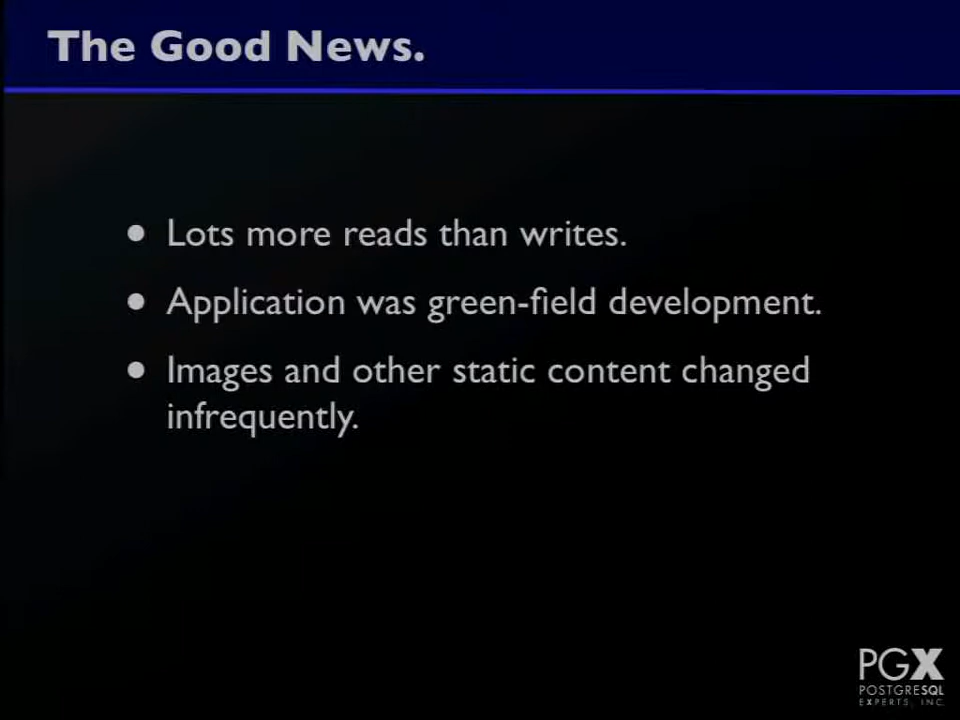 The Good News.
• Lots more reads than writes.
• Application was green-field development.
• Images and other static content changed
infrequently.
PGX
POSTGRESQL
EXPERTS, INC.